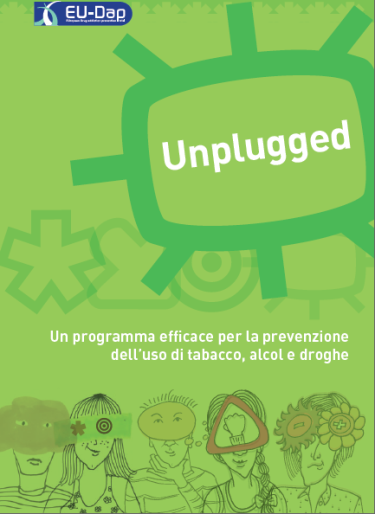 EU-Dap
Unplugged
Un programma efficace per la prevenzione
dell'uso di tabacco, alcol e droghe